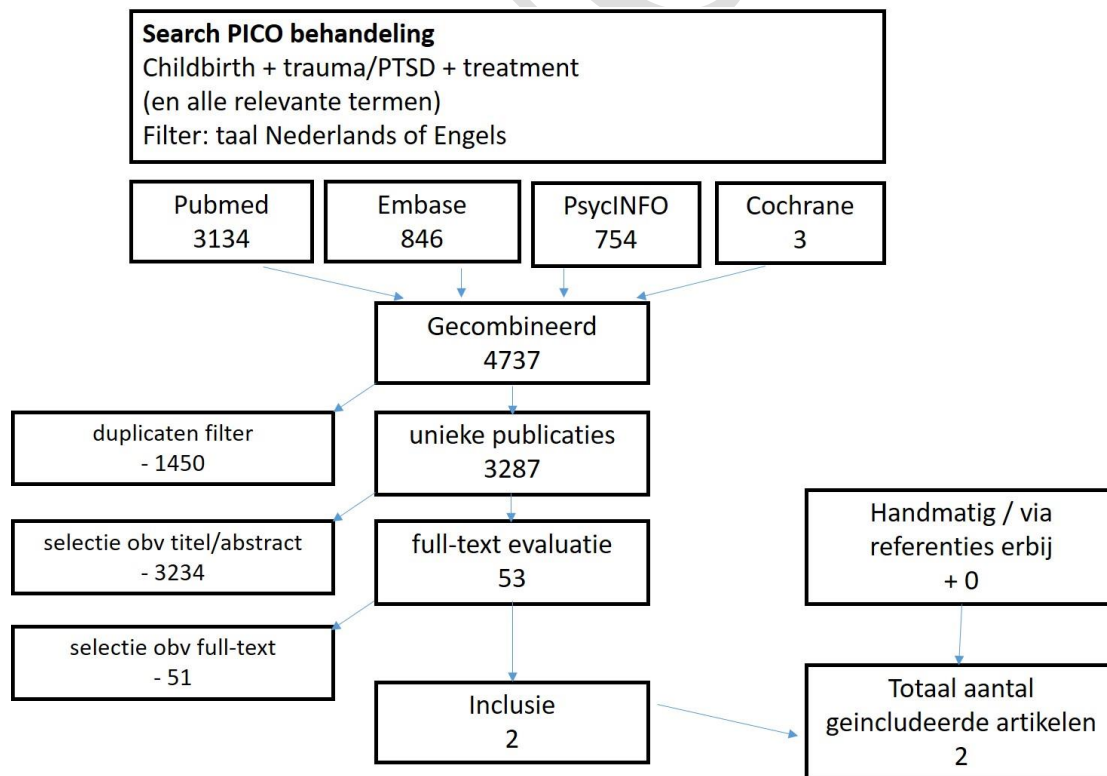 Search PICO behandeling
Childbirth + trauma/PTSD + treatment
(en alle relevante termen)
Filter: taal Nederlands of Engels
Pubmed
3134
Embase
846
PsycINFO
754
Cochrane
3
Gecombineerd
4737
duplicaten filter
- 1450
unieke publicaties
3287
selectie obv titel/abstract
- 3234
full-text evaluatie
53
Handmatig / via
referenties erbij
+ 0
selectie obv full-text
- 51
Inclusie
2
Totaal aantal
geincludeerde artikelen
2